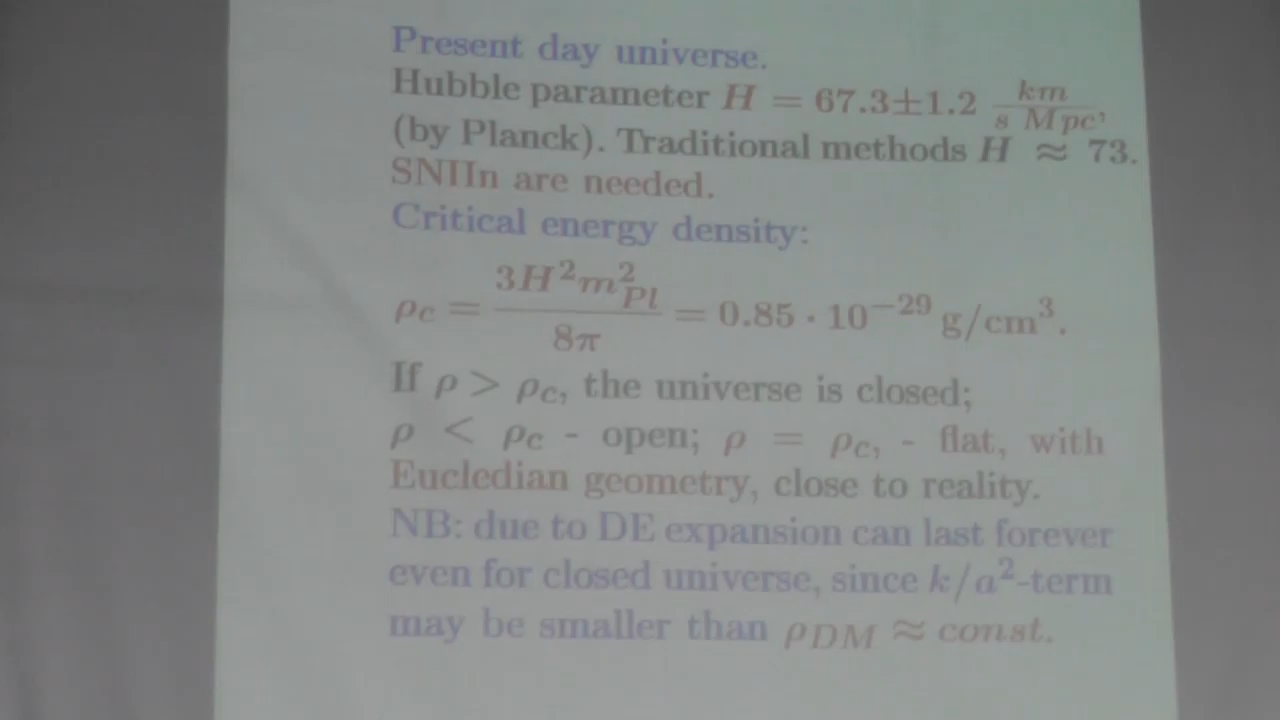 Present day universe.
Hubble parameter H = 67.3±1.2 km / s Mpc,
(by Planck). Traditional methods H ≈ 73.
SNIIn are needed.
Critical energy density:
ρc = 3H²m²Pl / 8π = 0.85 · 10⁻²⁹ g/cm³.
If ρ > ρc, the universe is closed;
ρ < ρc - open; ρ = ρc, - flat, with
Eucledian geometry, close to reality.
NB: due to DE expansion can last forever
even for closed universe, since k/a²-term
may be smaller than ρDM ≈ const.